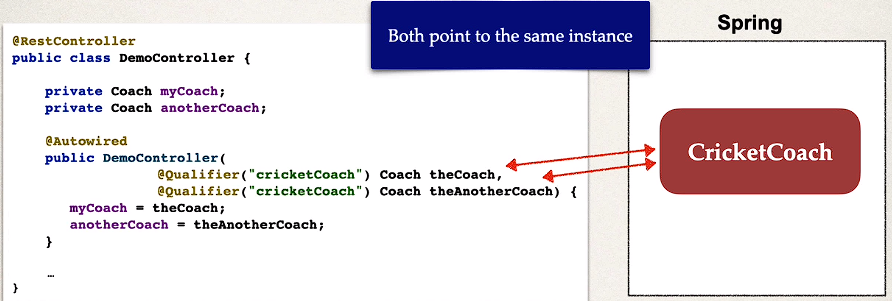 Both point to the same instance
Spring
@RestController
public class DemoController {
private Coach myCoach;
private Coach anotherCoach;
@Autowired
public DemoController(
@Qualifier("cricketCoach") Coach theCoach,
@Qualifier("cricketCoach") Coach theAnotherCoach) {
myCoach = theCoach;
anotherCoach = theAnotherCoach;
}
…
}
CricketCoach